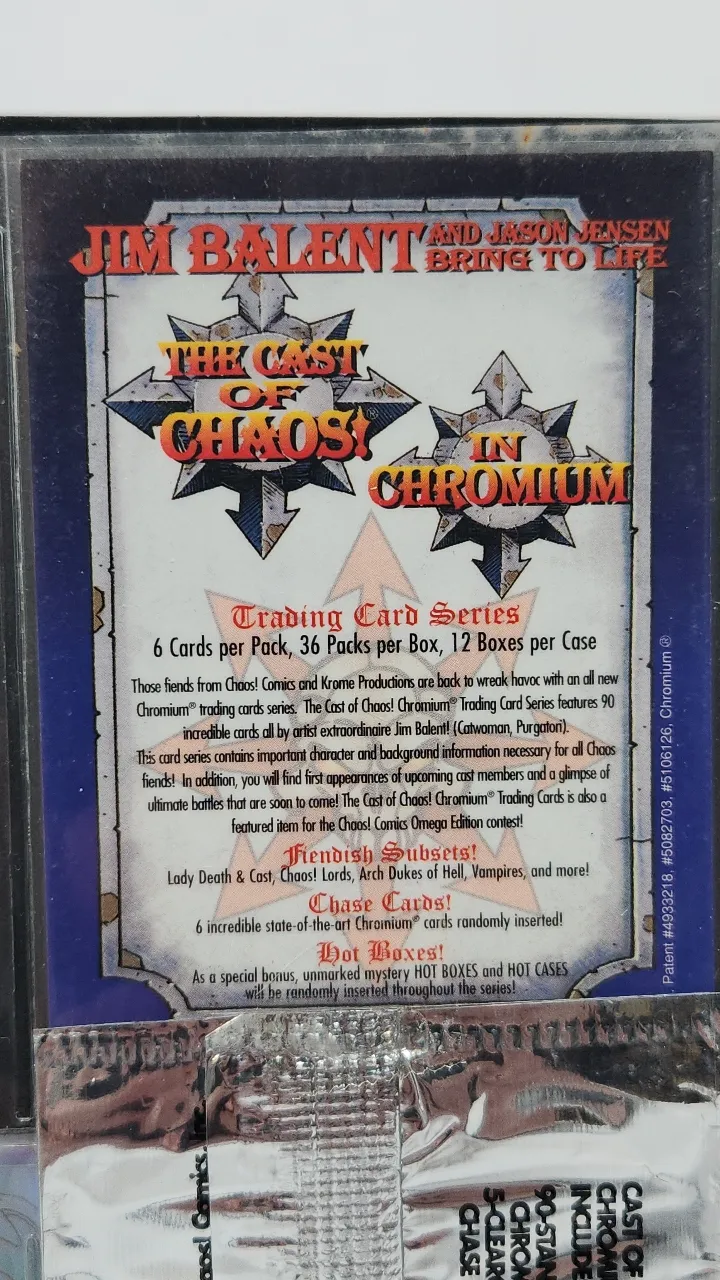 JIM BALENT AND JASON JENSEN
BRING TO LIFE
THE CAST
OF
CHAOS!®
IN
CHROMIUM
Trading Card Series
6 Cards per Pack, 36 Packs per Box, 12 Boxes per Case
Those fiends from Chaos! Comics and Krome Productions are back to wreak havoc with an all new
Chromium® trading cards series. The Cast of Chaos! Chromium® Trading Card Series features 90
incredible cards all by artist extraordinaire Jim Balent! (Catwoman, Purgatori).
This card series contains important character and background information necessary for all Chaos
fiends! In addition, you will find first appearances of upcoming cast members and a glimpse of
ultimate battles that are soon to come! The Cast of Chaos! Chromium® Trading Cards is also a
featured item for the Chaos! Comics Omega Edition contest!
Fiendish Subsets!
Lady Death & Cast, Chaos! Lords, Arch Dukes of Hell, Vampires, and more!
Chase Cards!
6 incredible state-of-the-art Chromium® cards randomly inserted!
Hot Boxes!
As a special bonus, unmarked mystery HOT BOXES and HOT CASES
will be randomly inserted throughout the series!
Patent #4933218, #5082703, #5106126, Chromium ®
aos! Comics, Inc.
CAST OF
CHROM
INCLUDE
90-STAN
CHROM
5-CLEAR
CHASE